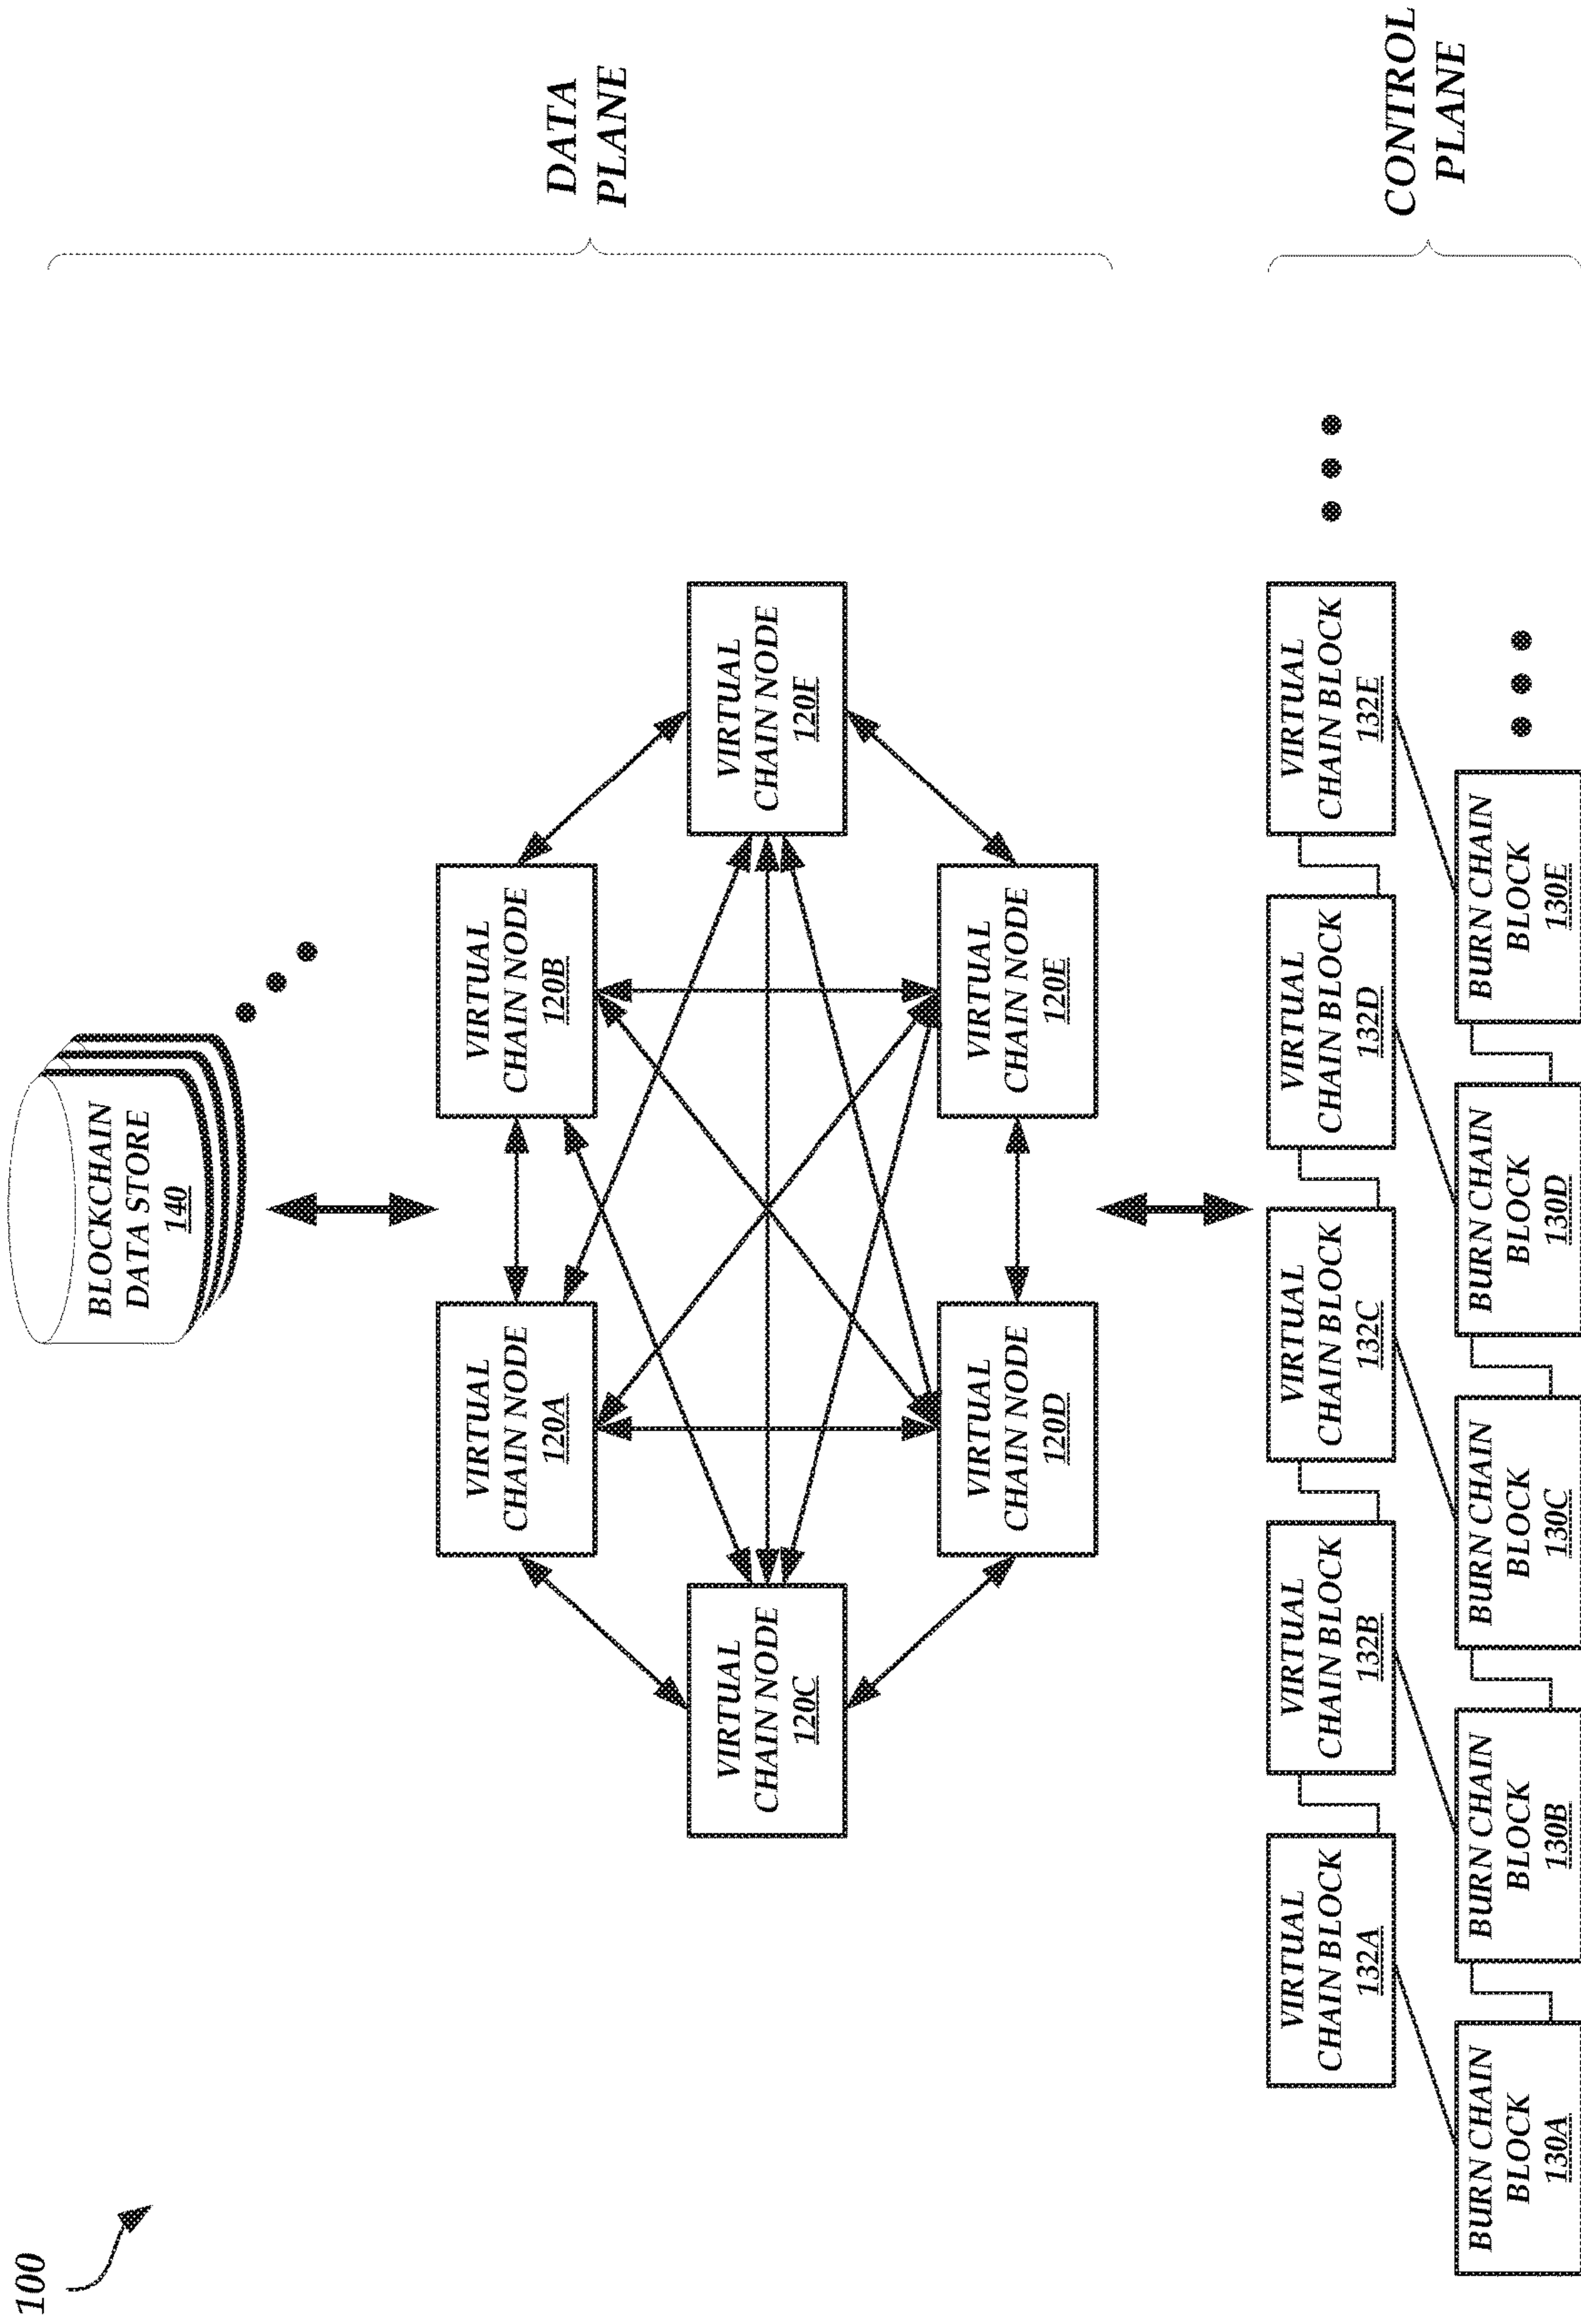 100
BLOCKCHAIN
DATA STORE
140
DATA
PLANE
VIRTUAL
CHAIN NODE
120A
VIRTUAL
CHAIN NODE
120B
VIRTUAL
CHAIN NODE
120C
VIRTUAL
CHAIN NODE
120F
VIRTUAL
CHAIN NODE
120D
VIRTUAL
CHAIN NODE
120E
CONTROL
PLANE
VIRTUAL
CHAIN BLOCK
132A
VIRTUAL
CHAIN BLOCK
132B
VIRTUAL
CHAIN BLOCK
132C
VIRTUAL
CHAIN BLOCK
132D
VIRTUAL
CHAIN BLOCK
132E
BURN CHAIN
BLOCK
130A
BURN CHAIN
BLOCK
130B
BURN CHAIN
BLOCK
130C
BURN CHAIN
BLOCK
130D
BURN CHAIN
BLOCK
130E